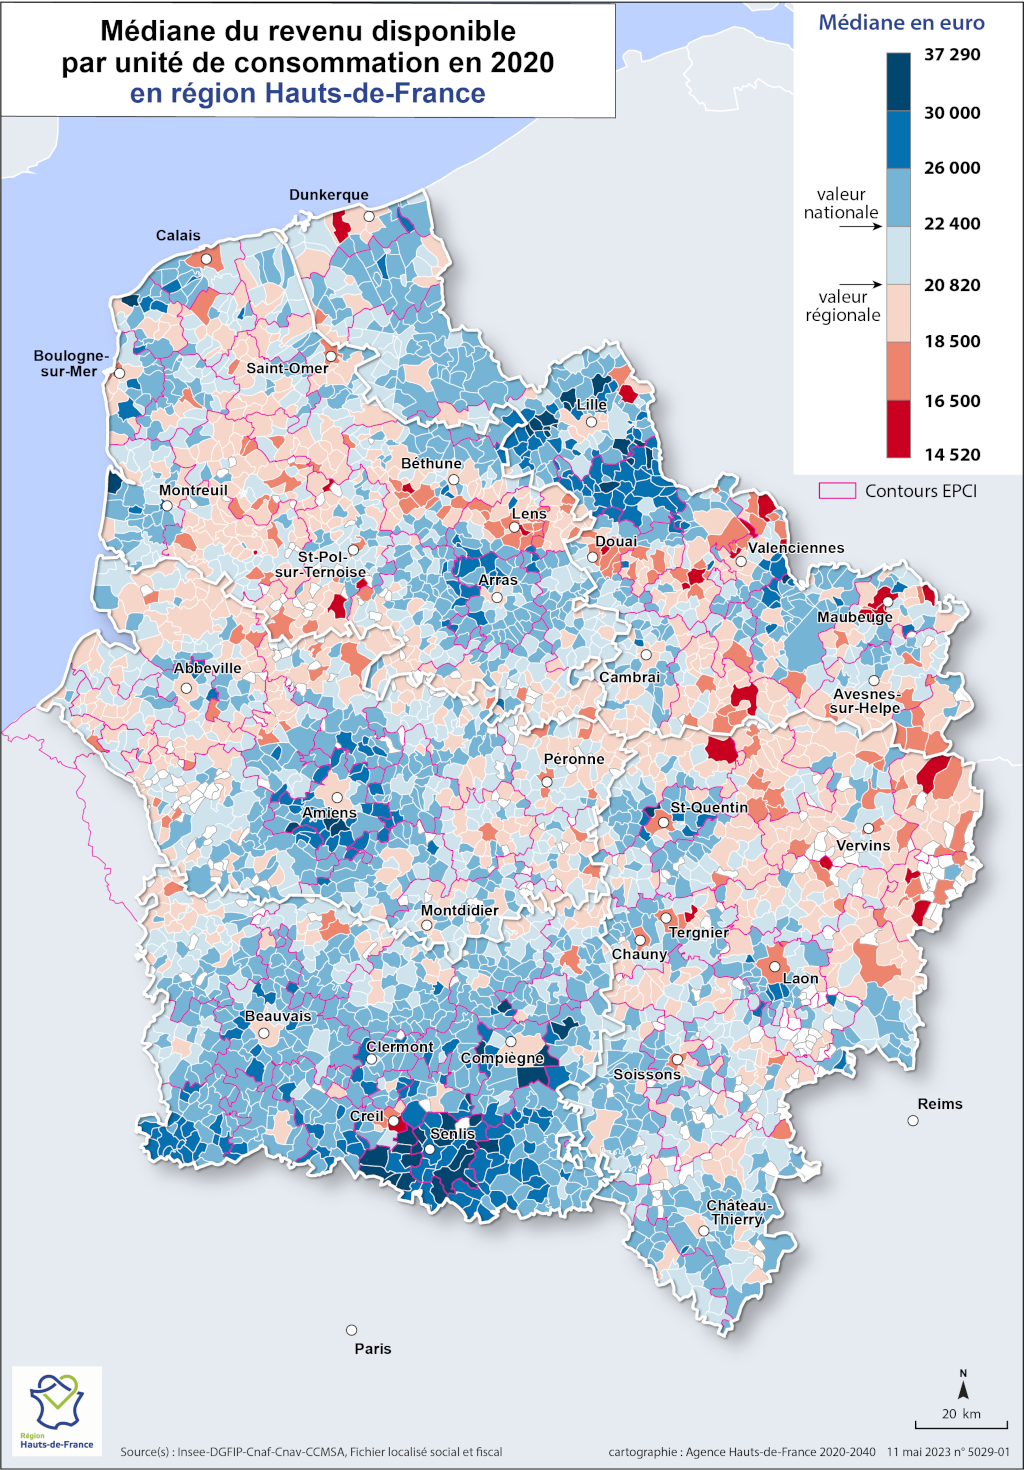 Médiane du revenu disponible
par unité de consommation en 2020
en région Hauts-de-France
Médiane en euro
37 290
30 000
26 000
valeur
nationale
22 400
20 820
valeur
régionale
18 500
16 500
14 520
Contours EPCI
Dunkerque
Calais
Boulogne-
sur-Mer
Saint-Omer
Lille
Béthune
Montreuil
Lens
Douai
Valenciennes
St-Pol-
sur-Ternoise
Arras
Maubeuge
Cambrai
Abbeville
Avesnes-
sur-Helpe
Péronne
St-Quentin
Amiens
Vervins
Montdidier
Tergnier
Chauny
Laon
Beauvais
Clermont
Compiègne
Soissons
Creil
Senlis
Reims
Château-
Thierry
Paris
N
20 km
Région
Hauts-de-France
Source(s) : Insee-DGFIP-Cnaf-Cnav-CCMSA, Fichier localisé social et fiscal
cartographie : Agence Hauts-de-France 2020-2040 11 mai 2023 n° 5029-01